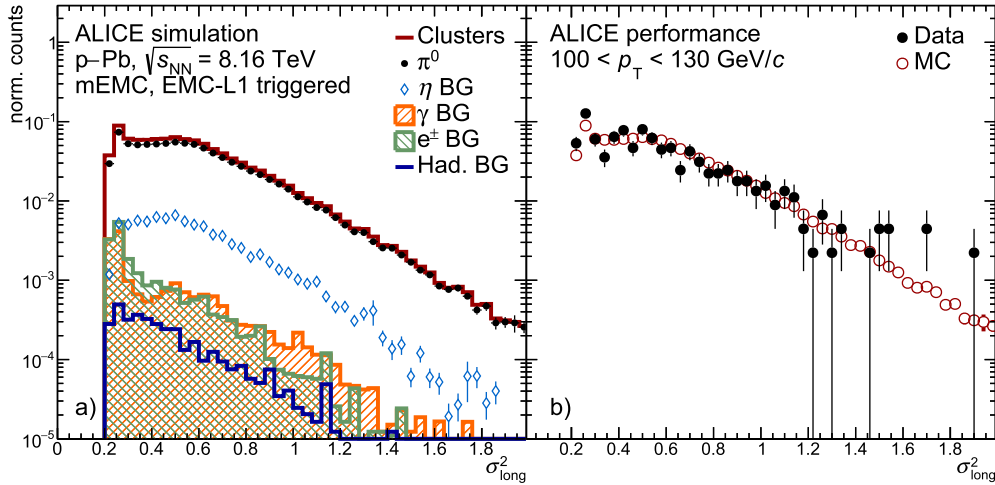 norm. counts
1
10⁻¹
10⁻²
10⁻³
10⁻⁴
10⁻⁵
ALICE simulation
p–Pb, √sNN = 8.16 TeV
mEMC, EMC-L1 triggered
Clusters
π⁰
η BG
γ BG
e± BG
Had. BG
a)
0 0.2 0.4 0.6 0.8 1 1.2 1.4 1.6 1.8
σ²long
ALICE performance
100 < pT < 130 GeV/c
Data
MC
b)
0.2 0.4 0.6 0.8 1 1.2 1.4 1.6 1.8
σ²long